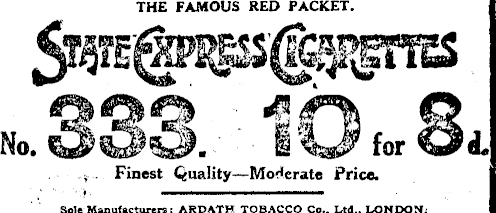 THE FAMOUS RED PACKET.
STATE EXPRESS CIGARETTES
No. 333. 10 for 8d.
Finest Quality—Moderate Price.
Sole Manufacturers: ARDATH TOBACCO Co., Ltd., LONDON.